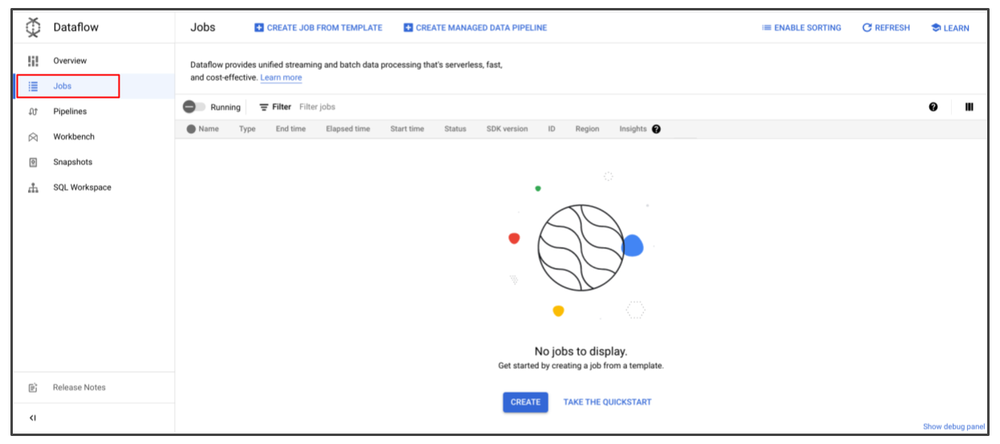 Dataflow
Jobs
CREATE JOB FROM TEMPLATE
CREATE MANAGED DATA PIPELINE
ENABLE SORTING
REFRESH
LEARN
Overview
Jobs
Pipelines
Workbench
Snapshots
SQL Workspace
Release Notes
Dataflow provides unified streaming and batch data processing that's serverless, fast,
and cost-effective. Learn more
Running
Filter Filter jobs
Name Type End time Elapsed time Start time Status SDK version ID Region Insights
No jobs to display.
Get started by creating a job from a template.
CREATE
TAKE THE QUICKSTART
Show debug panel